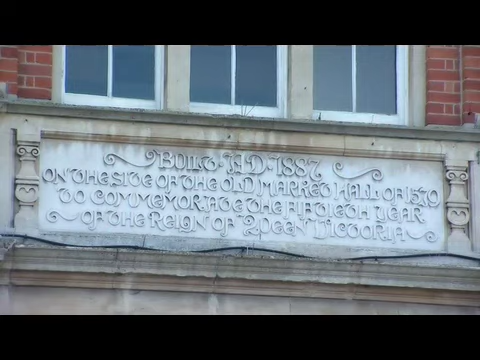 BUILT · A.D. 1887
ON THE SITE OF THE OLD MARKET HALL OF 1570
TO COMMEMORATE THE FIFTIETH YEAR
OF THE REIGN OF QUEEN VICTORIA